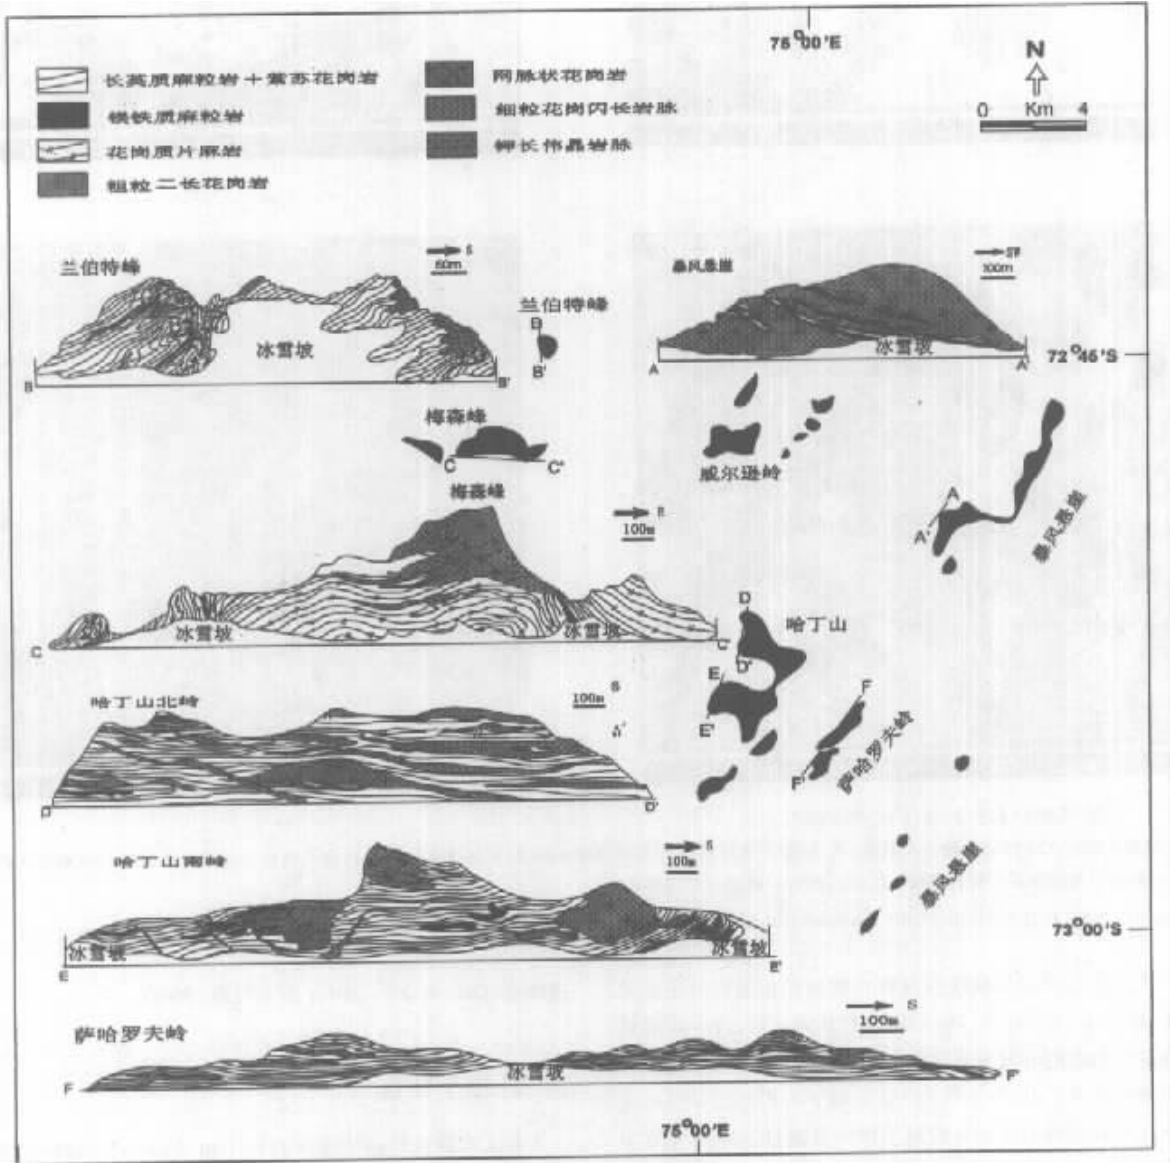 75°00′E
N
0 Km 4
长英质麻粒岩＋紫苏花岗岩
镁铁质麻粒岩
花岗质片麻岩
粗粒二长花岗岩
网脉状花岗岩
细粒花岗闪长岩脉
钾长伟晶岩脉
兰伯特峰
S
50m
冰雪坡
B
B'
兰伯特峰
B
B'
暴风悬崖
SW
100m
冰雪坡
A
A'
72°45'S
梅森峰
C
C'
威尔逊岭
A
A'
暴风悬崖
梅森峰
E
100m
冰雪坡
冰雪坡
C
C'
D
哈丁山
D'
E
E'
哈丁山北岭
S
100m
D
D'
F
F'
萨哈罗夫岭
哈丁山南岭
S
100m
冰雪坡
冰雪坡
E
E'
暴风悬崖
73°00'S
萨哈罗夫岭
S
100m
冰雪坡
F
F'
75°00'E